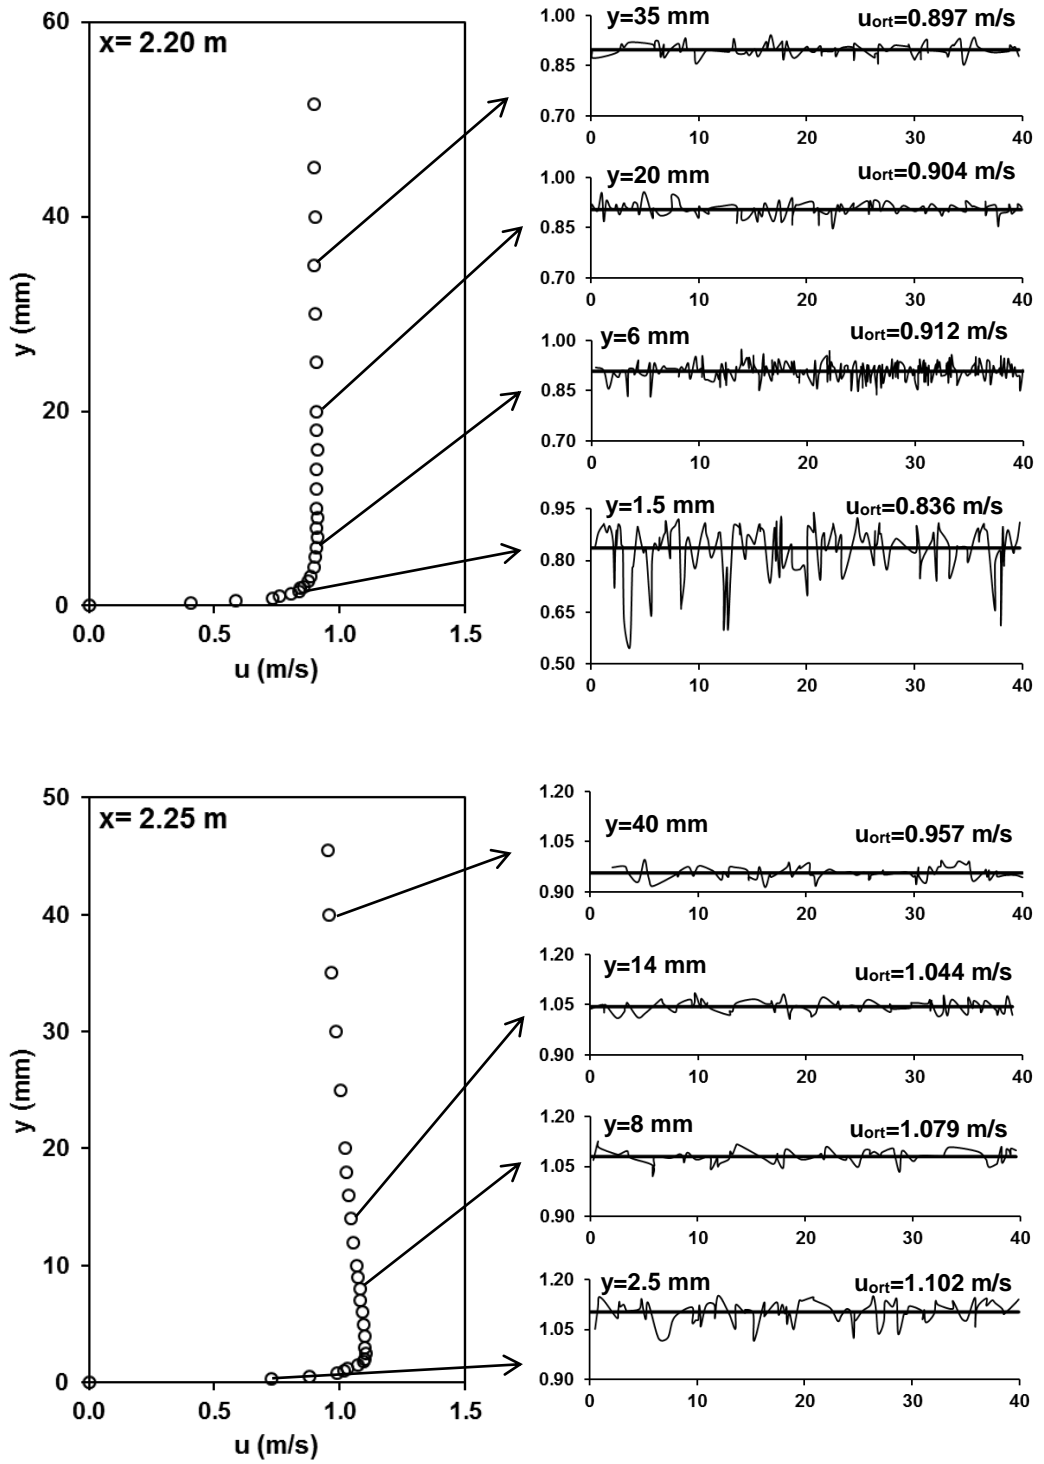 x= 2.20 m
y (mm)
60
40
20
0
0.0 0.5 1.0 1.5
u (m/s)
y=35 mm
uort=0.897 m/s
1.00
0.85
0.70
0 10 20 30 40
y=20 mm
uort=0.904 m/s
1.00
0.85
0.70
0 10 20 30 40
y=6 mm
uort=0.912 m/s
1.00
0.85
0.70
0 10 20 30 40
y=1.5 mm
uort=0.836 m/s
0.95
0.80
0.65
0.50
0 10 20 30 40
x= 2.25 m
y (mm)
50
40
30
20
10
0
0.0 0.5 1.0 1.5
u (m/s)
y=40 mm
uort=0.957 m/s
1.20
1.05
0.90
0 10 20 30 40
y=14 mm
uort=1.044 m/s
1.20
1.05
0.90
0 10 20 30 40
y=8 mm
uort=1.079 m/s
1.20
1.05
0.90
0 10 20 30 40
y=2.5 mm
uort=1.102 m/s
1.20
1.05
0.90
0 10 20 30 40